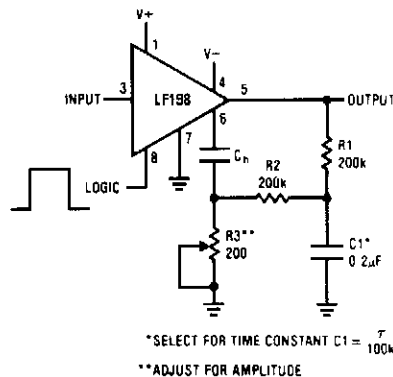 V+
1
V−
4
5
INPUT
3
LF198
OUTPUT
6
7
8
LOGIC
Ch
R1
200k
R2
200k
R3**
200
C1*
0.2µF
*SELECT FOR TIME CONSTANT C1 = τ/100k
**ADJUST FOR AMPLITUDE